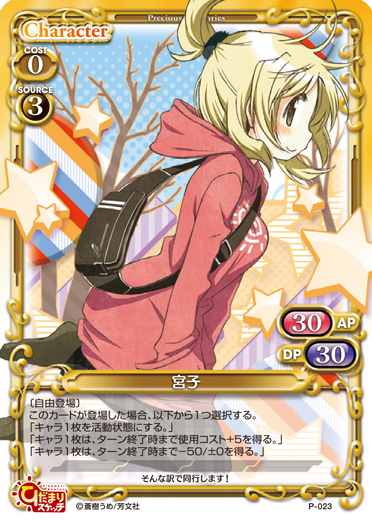 Precious Memories
Character
COST
0
SOURCE
3
30 AP
DP 30
宮子
〔自由登場〕
このカードが登場した場合、以下から1つ選択する。
「キャラ1枚を活動状態にする。」
「キャラ1枚は、ターン終了時まで使用コスト+5を得る。」
「キャラ1枚は、ターン終了時まで−50/±0を得る。」
そんな訳で同行します！
ひだまりスケッチ
©蒼樹うめ/芳文社
P-023